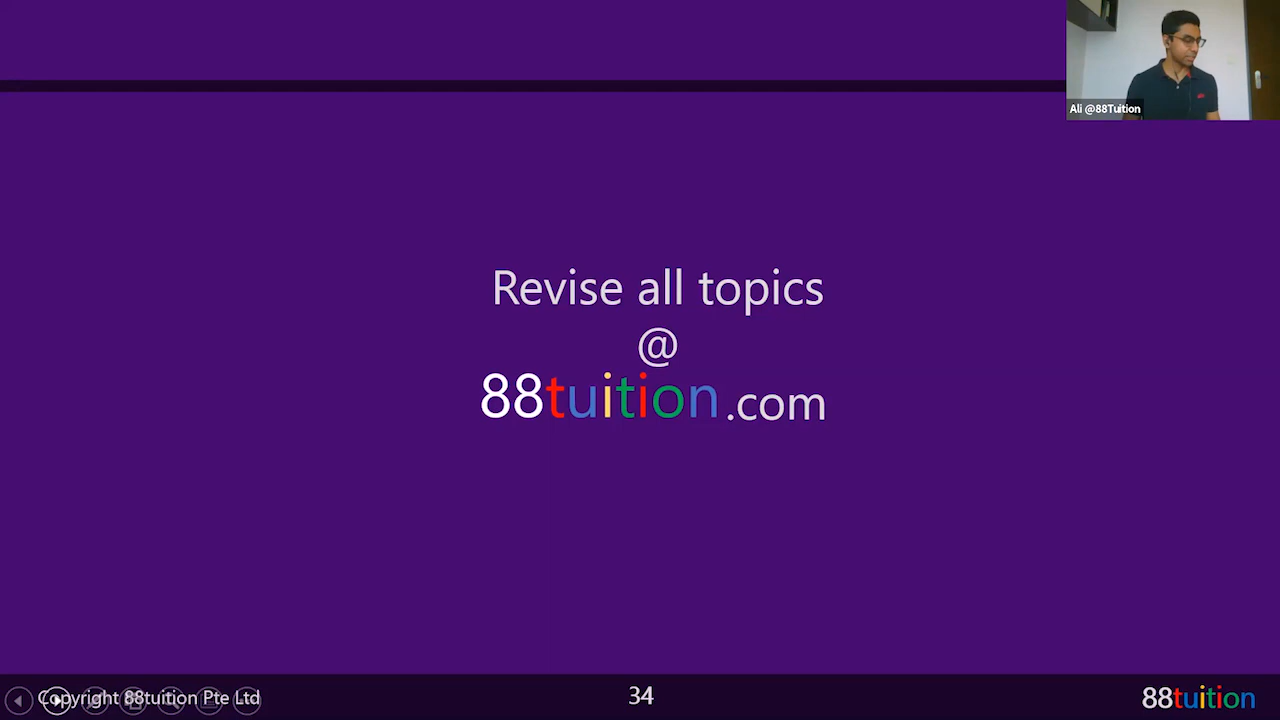 Ali @88Tuition
Revise all topics
@
88tuition.com
Copyright 88tuition Pte Ltd
34
88tuition